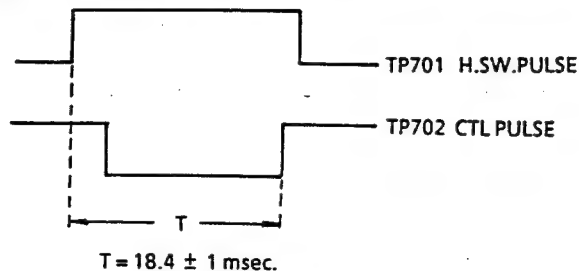 TP701 H.SW.PULSE
TP702 CTL PULSE
T
T = 18.4 ± 1 msec.